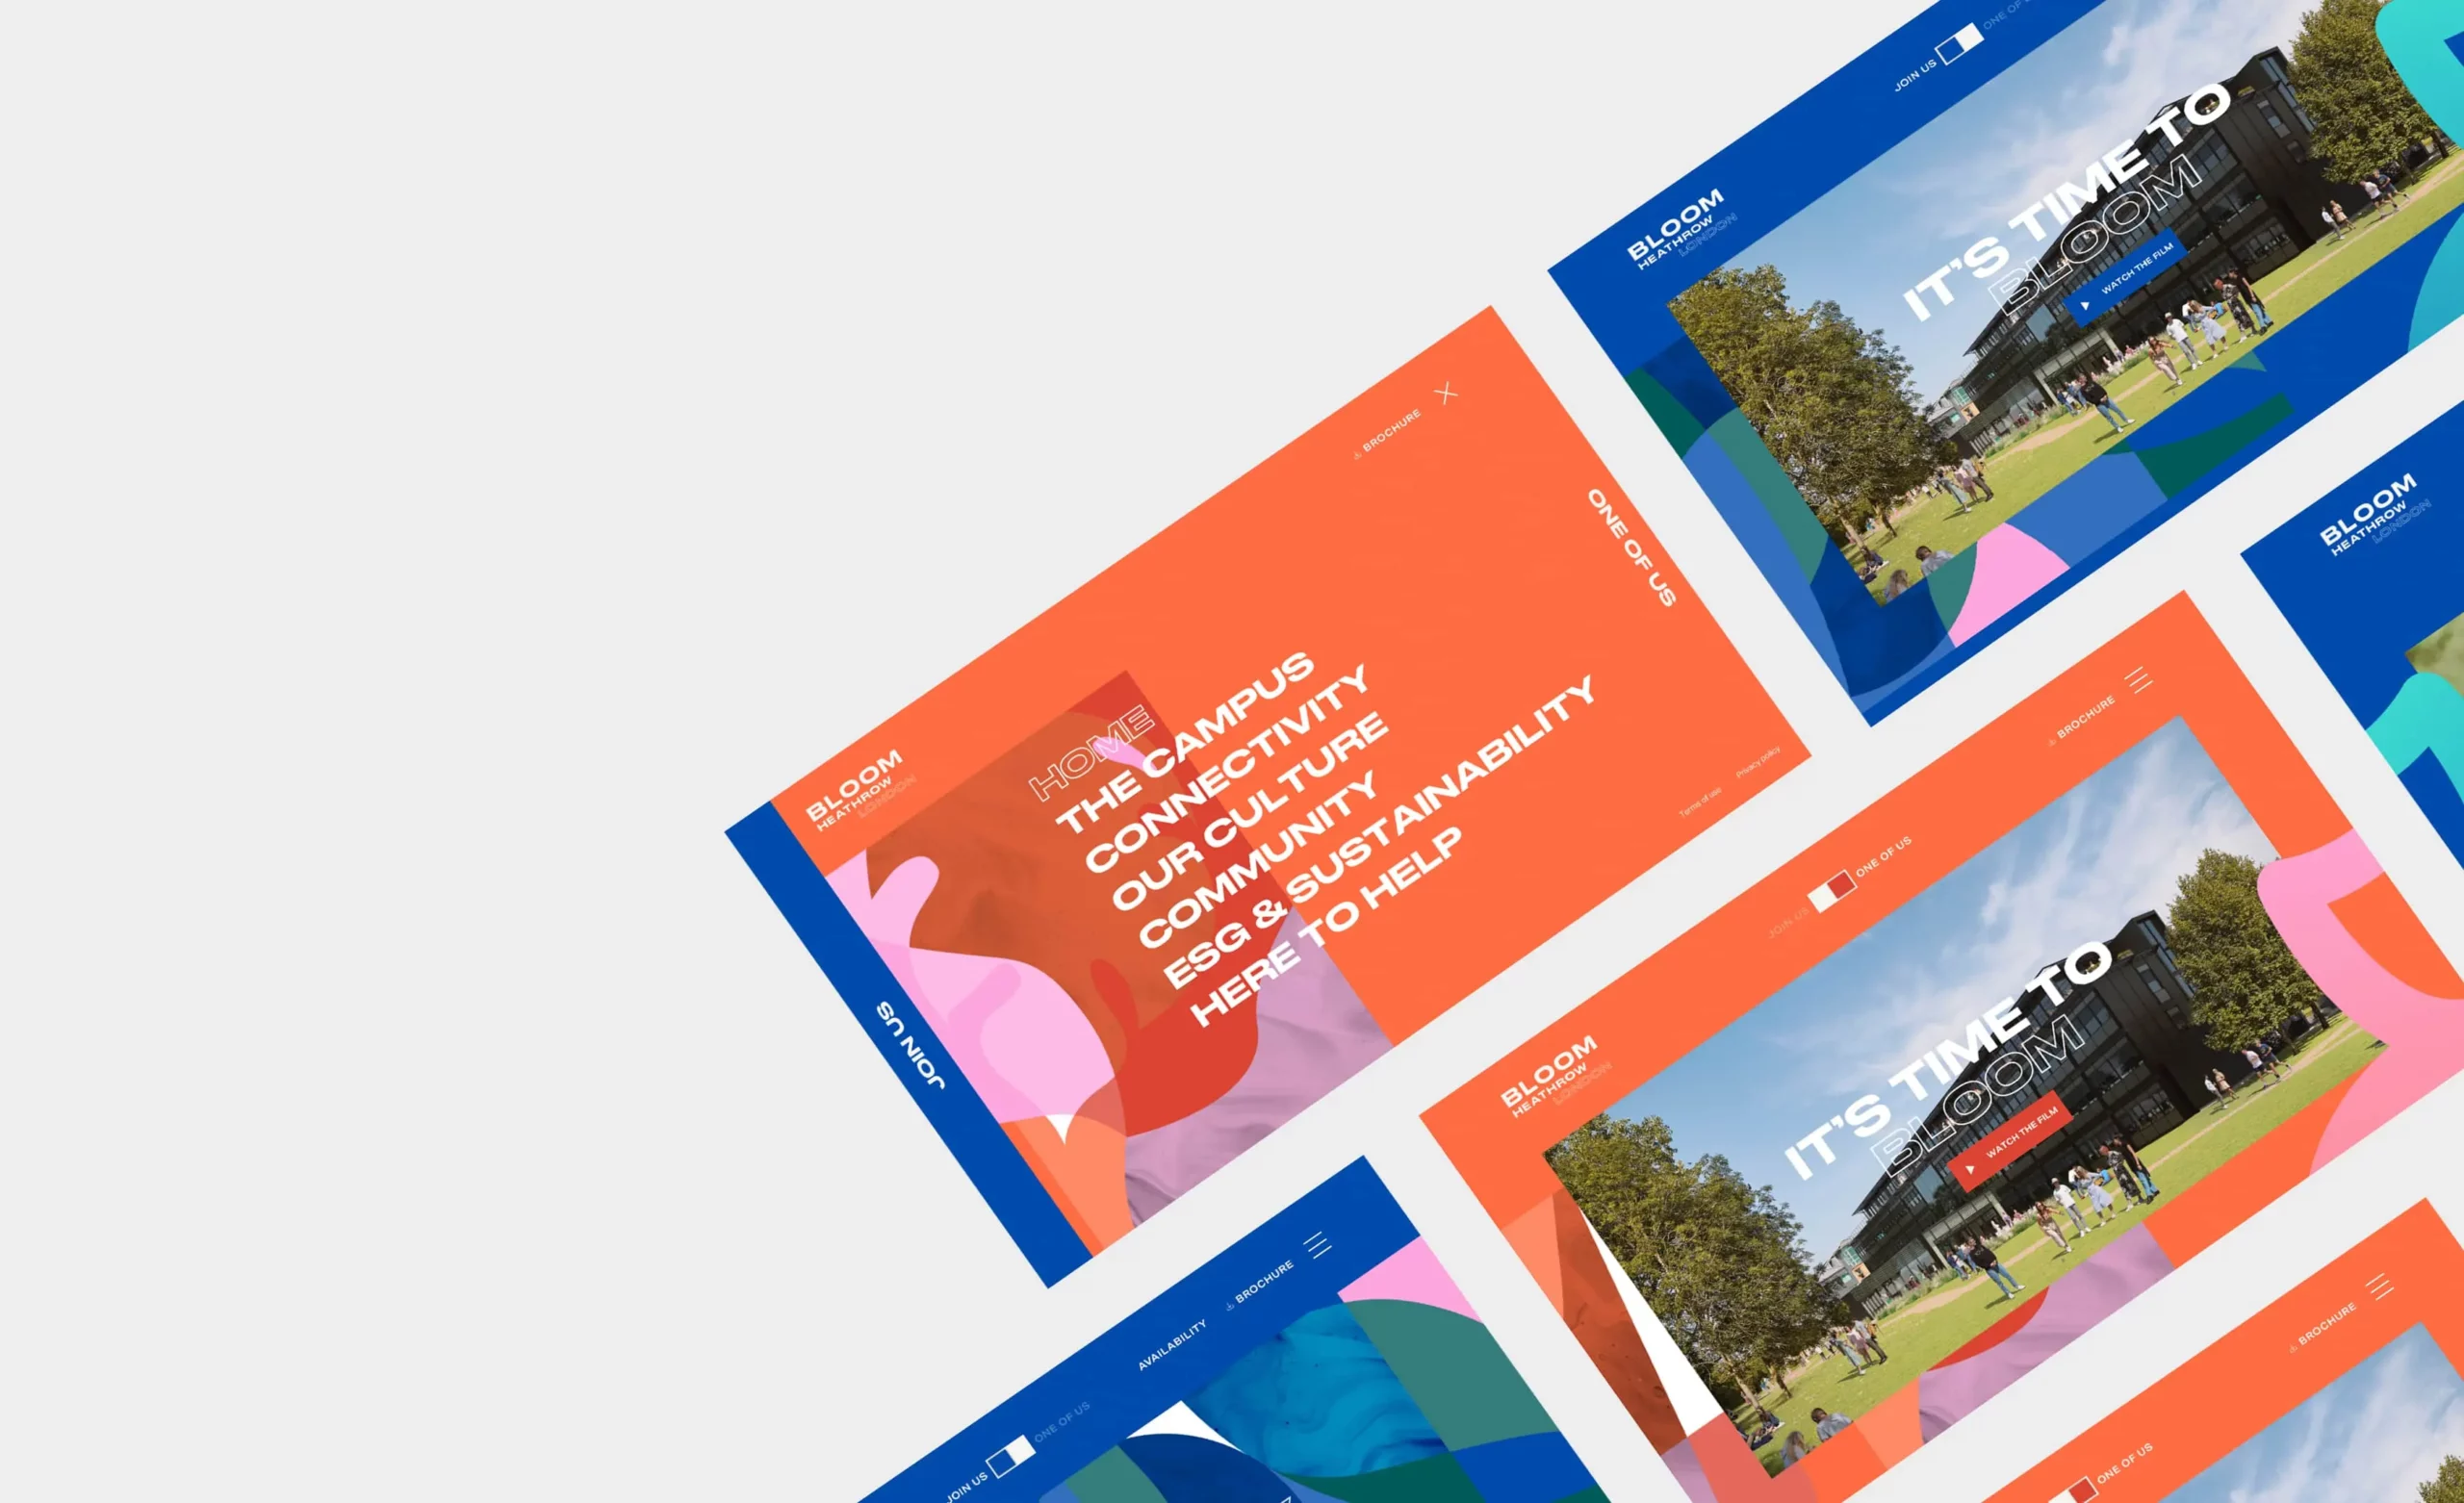 JOIN US
ONE OF
BLOOM
HEATHROW
LONDON
IT'S TIME TO
BLOOM
WATCH THE FILM
BROCHURE
BLOOM
HEATHROW
LONDON
HOME
THE CAMPUS
CONNECTIVITY
OUR CULTURE
COMMUNITY
ESG & SUSTAINABILITY
HERE TO HELP
ONE OF US
JOIN US
Terms of use
Privacy policy
BLOOM
HEATHROW
LONDON
BROCHURE
JOIN US
ONE OF US
BLOOM
HEATHROW
LONDON
IT'S TIME TO
BLOOM
WATCH THE FILM
JOIN US
ONE OF US
AVAILABILITY
BROCHURE
BROCHURE
ONE OF US